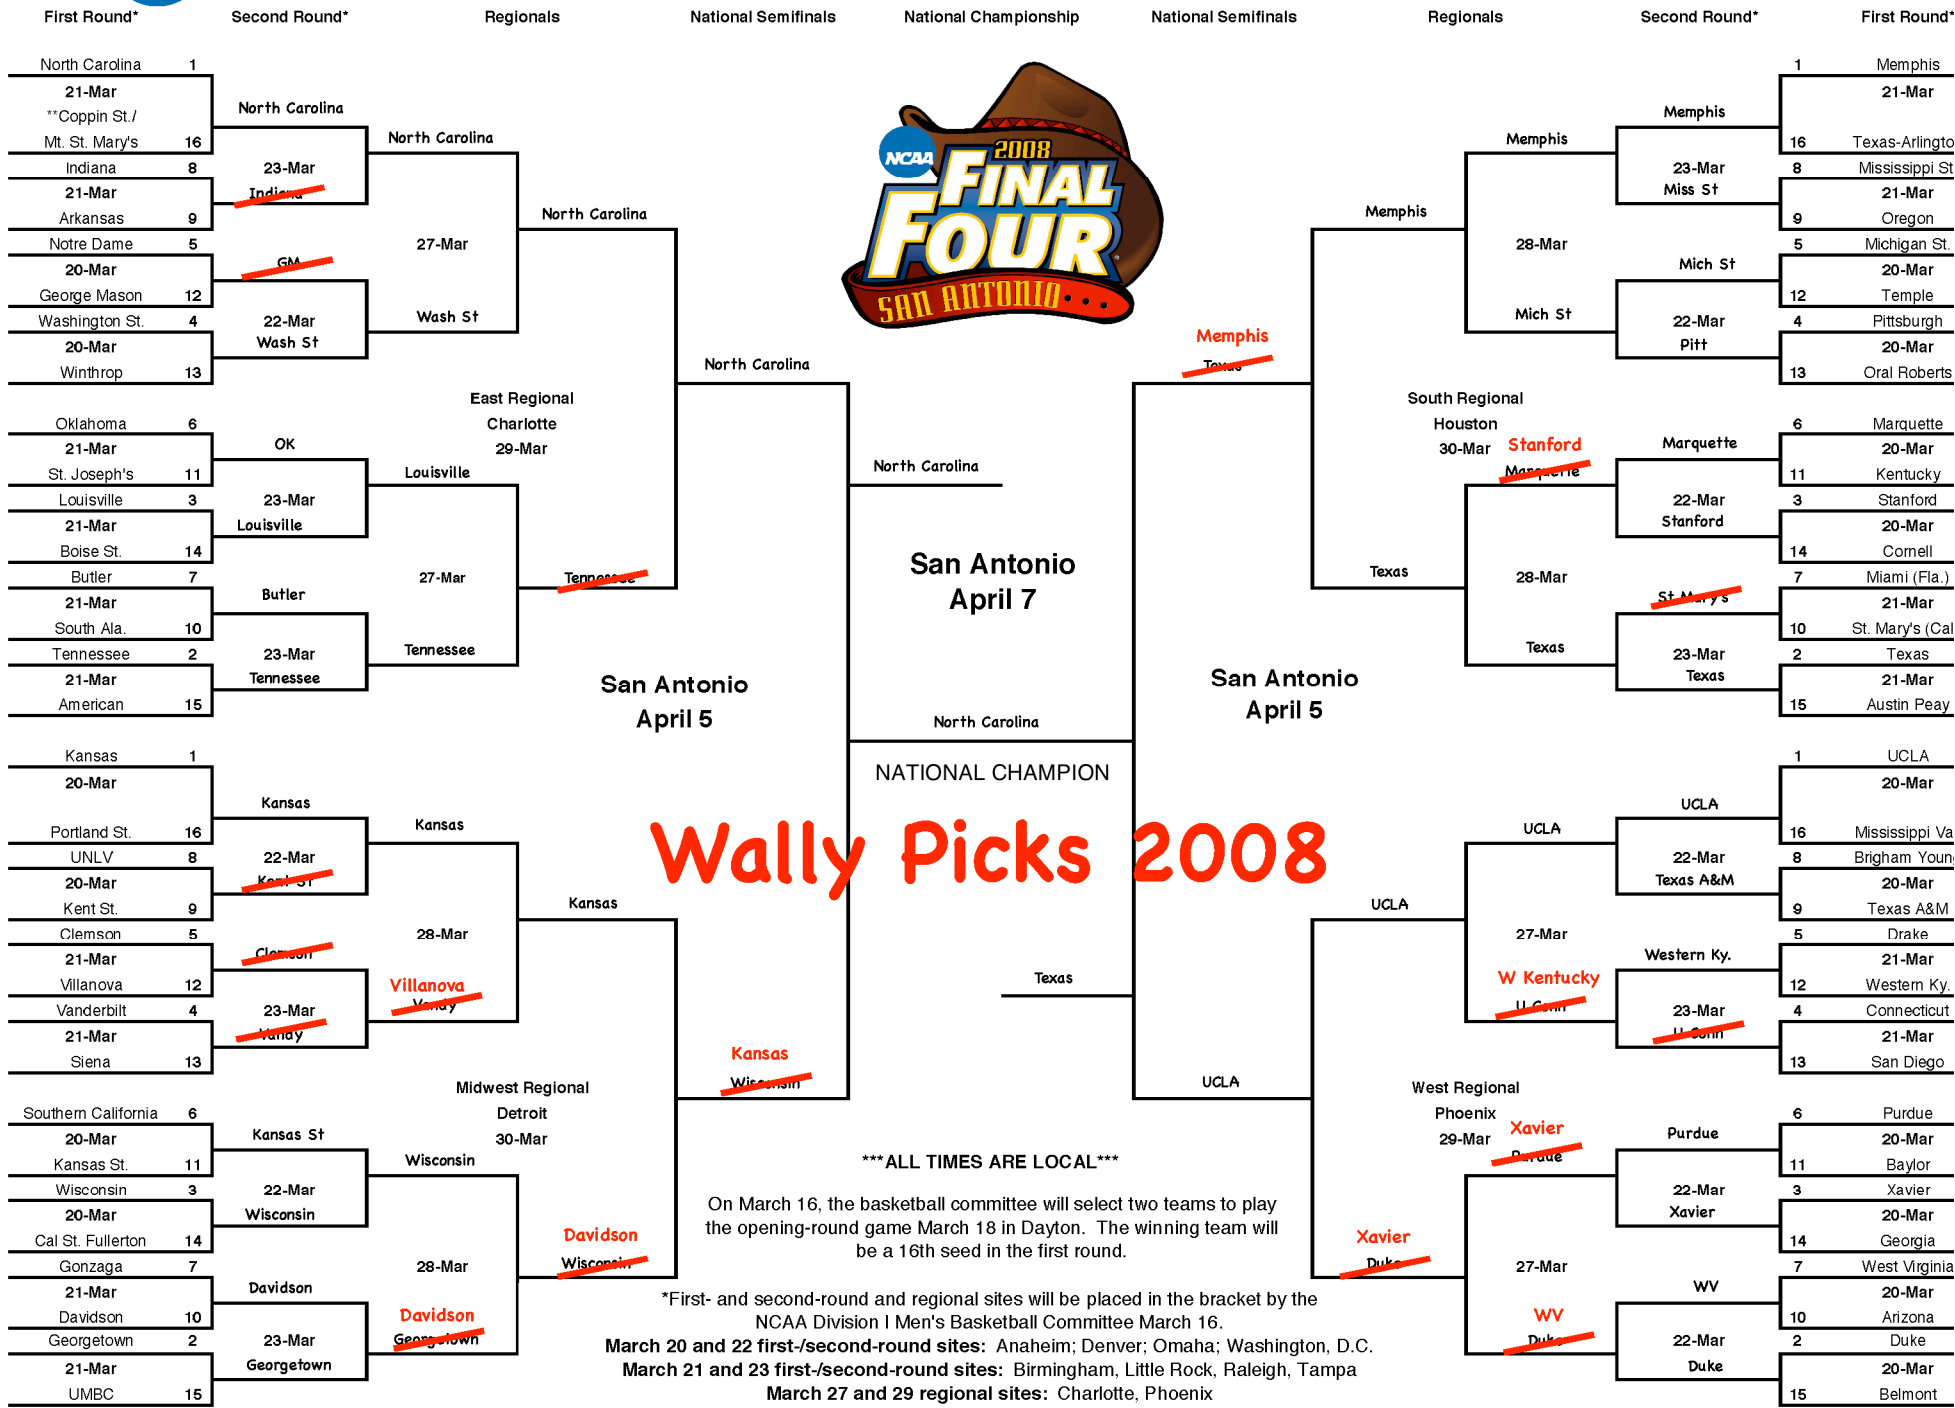 First Round* Second Round* Regionals National Semifinals National Championship National Semifinals Regionals Second Round* First Round*
North Carolina 1
21-Mar
**Coppin St./
Mt. St. Mary's 16
Indiana 8
21-Mar
Arkansas 9
Notre Dame 5
20-Mar
George Mason 12
Washington St. 4
20-Mar
Winthrop 13
Oklahoma 6
21-Mar
St. Joseph's 11
Louisville 3
21-Mar
Boise St. 14
Butler 7
21-Mar
South Ala. 10
Tennessee 2
21-Mar
American 15
Kansas 1
20-Mar
Portland St. 16
UNLV 8
20-Mar
Kent St. 9
Clemson 5
21-Mar
Villanova 12
Vanderbilt 4
21-Mar
Siena 13
Southern California 6
20-Mar
Kansas St. 11
Wisconsin 3
20-Mar
Cal St. Fullerton 14
Gonzaga 7
21-Mar
Davidson 10
Georgetown 2
21-Mar
UMBC 15
North Carolina
23-Mar
Indiana
GM
22-Mar
Wash St
OK
23-Mar
Louisville
Butler
23-Mar
Tennessee
Kansas
22-Mar
Kent St
Clemson
23-Mar
Vandy
Kansas St
22-Mar
Wisconsin
Davidson
23-Mar
Georgetown
North Carolina
27-Mar
Wash St
East Regional
Charlotte
29-Mar
Louisville
27-Mar
Tennessee
Kansas
28-Mar
Villanova
Vandy
Midwest Regional
Detroit
30-Mar
Wisconsin
28-Mar
Davidson
Georgetown
North Carolina
Tennessee
Kansas
Davidson
Wisconsin
North Carolina
San Antonio
April 5
Kansas
Wisconsin
NCAA
2008
FINAL
FOUR
SAN ANTONIO...
North Carolina
San Antonio
April 7
North Carolina
NATIONAL CHAMPION
Wally Picks 2008
Texas
***ALL TIMES ARE LOCAL***
On March 16, the basketball committee will select two teams to play
the opening-round game March 18 in Dayton. The winning team will
be a 16th seed in the first round.
*First- and second-round and regional sites will be placed in the bracket by the
NCAA Division I Men's Basketball Committee March 16.
March 20 and 22 first-/second-round sites: Anaheim; Denver; Omaha; Washington, D.C.
March 21 and 23 first-/second-round sites: Birmingham, Little Rock, Raleigh, Tampa
March 27 and 29 regional sites: Charlotte, Phoenix
Memphis
Texas
San Antonio
April 5
UCLA
Memphis
Texas
UCLA
Xavier
Duke
Memphis
28-Mar
Mich St
South Regional
Houston
30-Mar
Stanford
Marquette
28-Mar
Texas
UCLA
27-Mar
W Kentucky
U Conn
West Regional
Phoenix
29-Mar
Xavier
Purdue
27-Mar
WV
Duke
Memphis
23-Mar
Miss St
Mich St
22-Mar
Pitt
Marquette
22-Mar
Stanford
St Mary's
23-Mar
Texas
UCLA
22-Mar
Texas A&M
Western Ky.
23-Mar
U Conn
Purdue
22-Mar
Xavier
WV
22-Mar
Duke
1 Memphis
21-Mar
16 Texas-Arlingto
8 Mississippi St
21-Mar
9 Oregon
5 Michigan St.
20-Mar
12 Temple
4 Pittsburgh
20-Mar
13 Oral Roberts
6 Marquette
20-Mar
11 Kentucky
3 Stanford
20-Mar
14 Cornell
7 Miami (Fla.)
21-Mar
10 St. Mary's (Cal
2 Texas
21-Mar
15 Austin Peay
1 UCLA
20-Mar
16 Mississippi Va
8 Brigham Young
20-Mar
9 Texas A&M
5 Drake
21-Mar
12 Western Ky.
4 Connecticut
21-Mar
13 San Diego
6 Purdue
20-Mar
11 Baylor
3 Xavier
20-Mar
14 Georgia
7 West Virginia
20-Mar
10 Arizona
2 Duke
20-Mar
15 Belmont